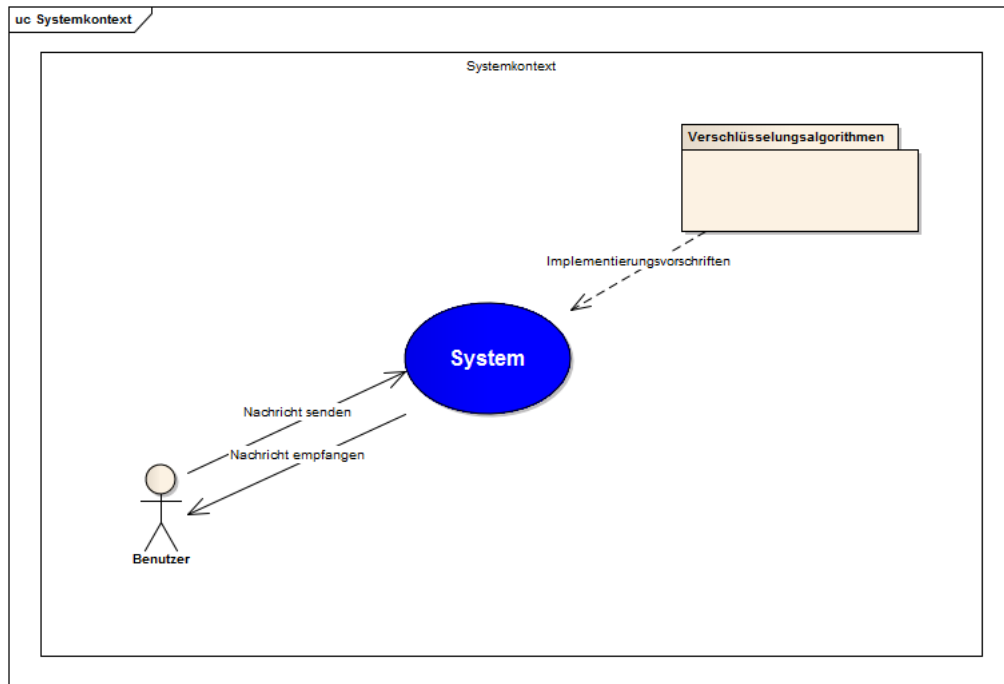 uc Systemkontext
Systemkontext
Verschlüsselungsalgorithmen
Implementierungsvorschriften
System
Nachricht senden
Nachricht empfangen
Benutzer